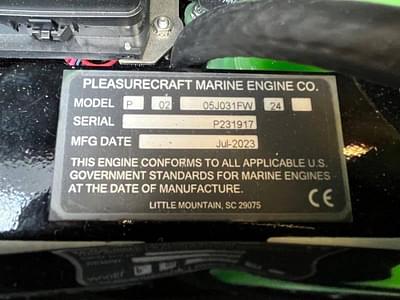 PLEASURECRAFT MARINE ENGINE CO.
MODEL P 02 05J031FW 24
SERIAL P231917
MFG DATE Jul-2023
THIS ENGINE CONFORMS TO ALL APPLICABLE U.S.
GOVERNMENT STANDARDS FOR MARINE ENGINES
AT THE DATE OF MANUFACTURE.
LITTLE MOUNTAIN, SC 29075 CE